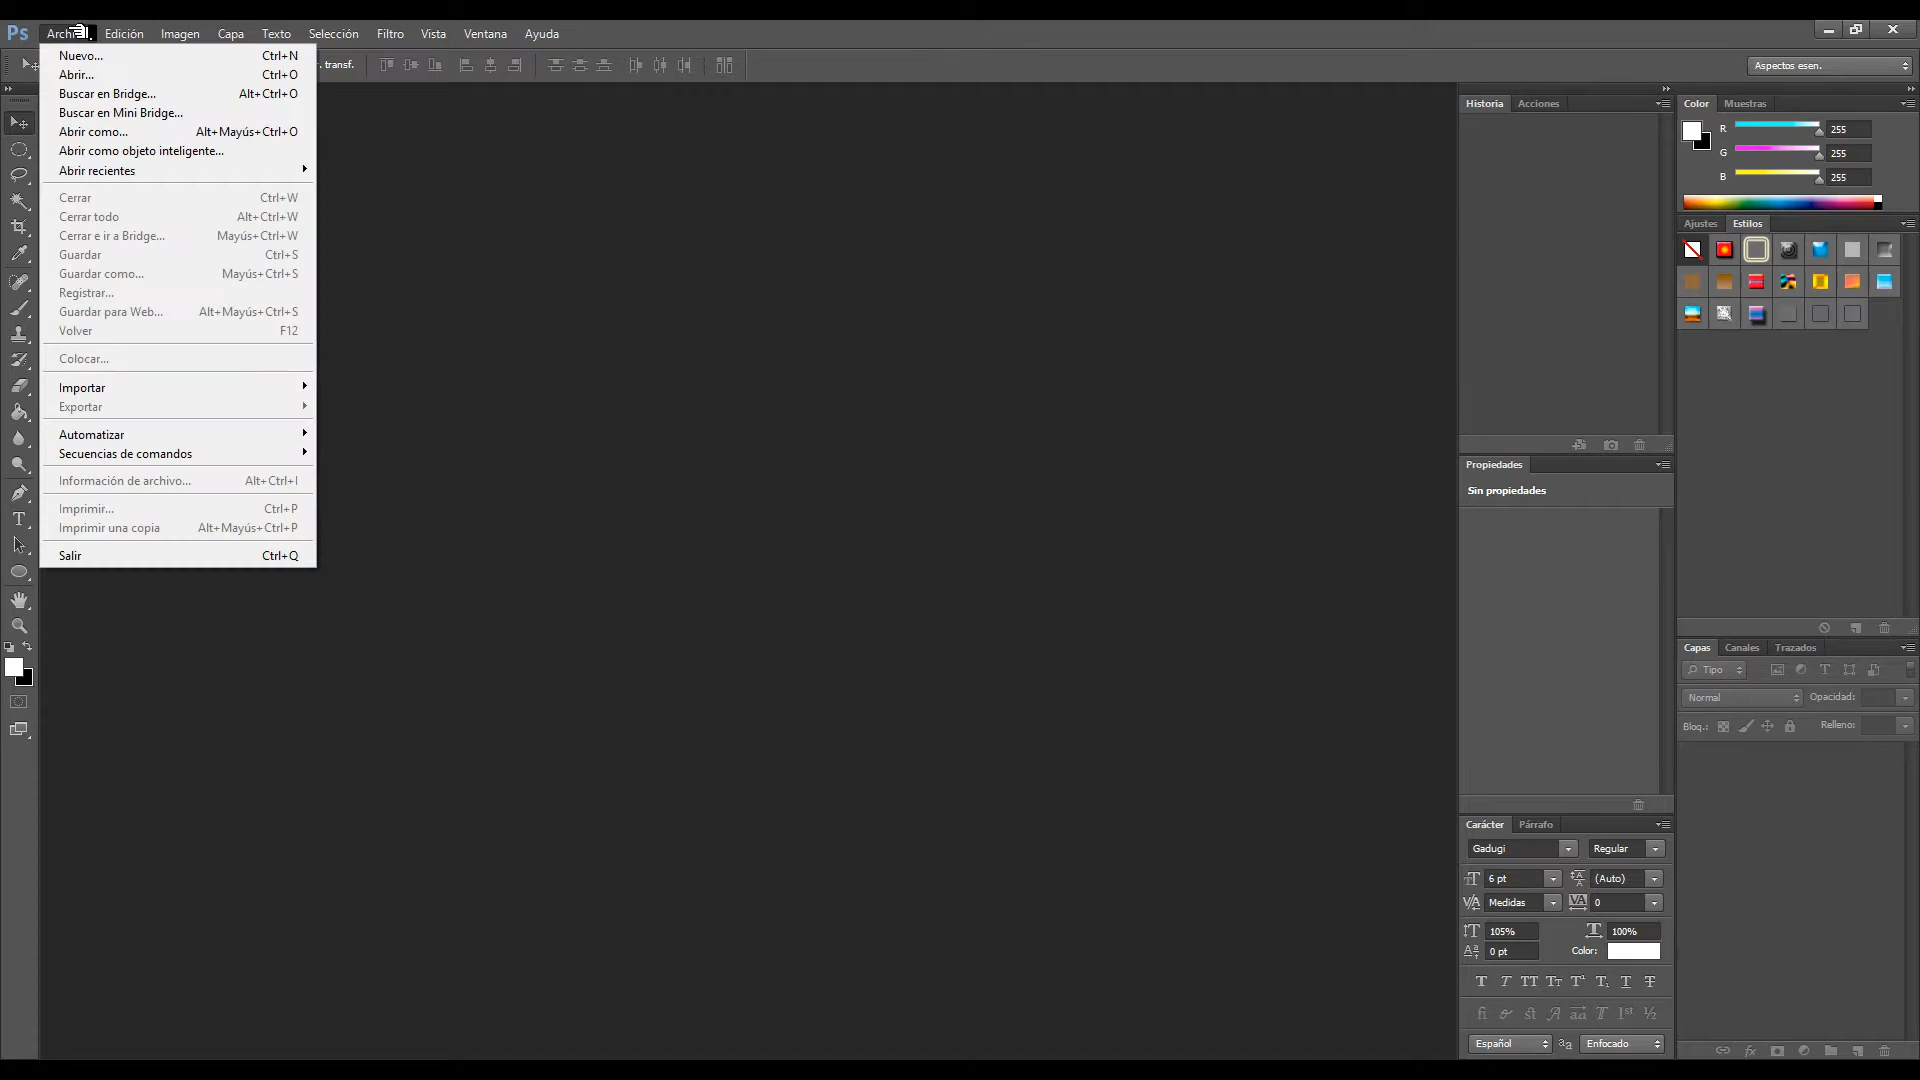 Ps
Edición
Imagen
Capa
Texto
Selección
Filtro
Vista
Ventana
Ayuda
. transf.
Aspectos esen.
Nuevo... Ctrl+N
Abrir... Ctrl+O
Buscar en Bridge... Alt+Ctrl+O
Buscar en Mini Bridge...
Abrir como... Alt+Mayús+Ctrl+O
Abrir como objeto inteligente...
Abrir recientes
Cerrar Ctrl+W
Cerrar todo Alt+Ctrl+W
Cerrar e ir a Bridge... Mayús+Ctrl+W
Guardar Ctrl+S
Guardar como... Mayús+Ctrl+S
Registrar...
Guardar para Web... Alt+Mayús+Ctrl+S
Volver F12
Colocar...
Importar
Exportar
Automatizar
Secuencias de comandos
Información de archivo... Alt+Ctrl+I
Imprimir... Ctrl+P
Imprimir una copia Alt+Mayús+Ctrl+P
Salir Ctrl+Q
Historia Acciones
Propiedades
Sin propiedades
Carácter Párrafo
Gadugi Regular
6 pt (Auto)
Medidas 0
105% 100%
0 pt Color:
Español Enfocado
Color Muestras
R 255
G 255
B 255
Ajustes Estilos
Capas Canales Trazados
Tipo
Normal Opacidad:
Bloq.: Relleno: